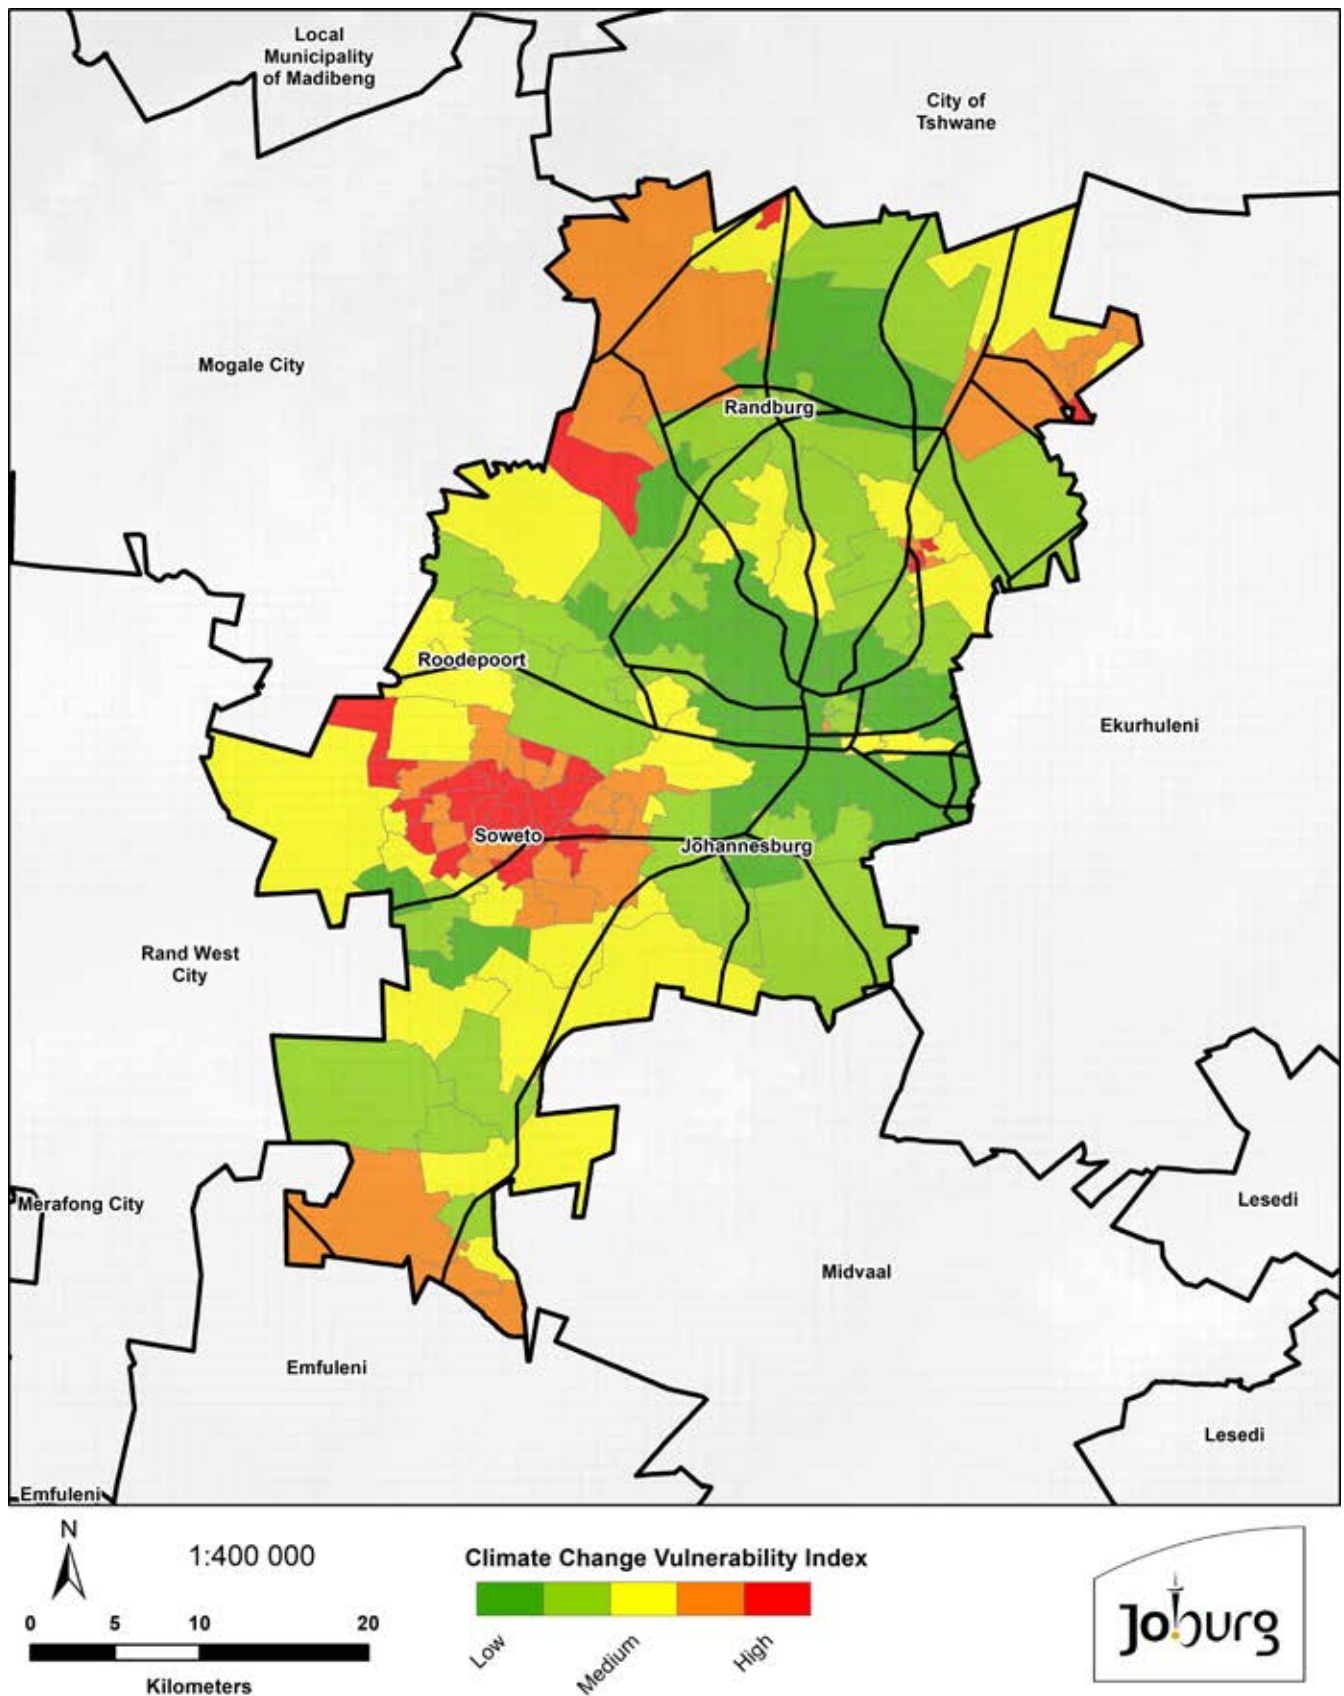 Local
Municipality
of Madibeng
City of
Tshwane
Mogale City
Randburg
Roodepoort
Ekurhuleni
Soweto
Johannesburg
Rand West
City
Merafong City
Lesedi
Midvaal
Emfuleni
Lesedi
Emfuleni
N
1:400 000
0 5 10 20
Kilometers
Climate Change Vulnerability Index
Low
Medium
High
Joburg